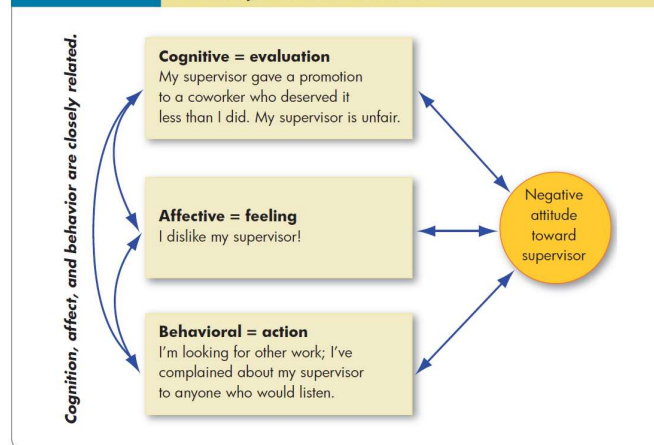 Cognition, affect, and behavior are closely related.
Cognitive = evaluation
My supervisor gave a promotion
to a coworker who deserved it
less than I did. My supervisor is unfair.
Affective = feeling
I dislike my supervisor!
Behavioral = action
I'm looking for other work; I've
complained about my supervisor
to anyone who would listen.
Negative
attitude
toward
supervisor